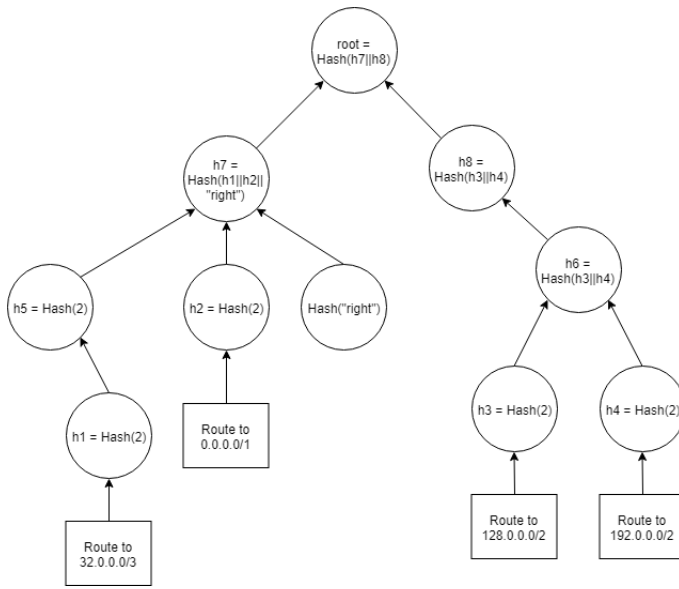 root =
Hash(h7||h8)
h7 =
Hash(h1||h2||
"right")
h8 =
Hash(h3||h4)
h6 =
Hash(h3||h4)
h5 = Hash(2)
h2 = Hash(2)
Hash("right")
h3 = Hash(2)
h4 = Hash(2)
h1 = Hash(2)
Route to
0.0.0.0/1
Route to
128.0.0.0/2
Route to
192.0.0.0/2
Route to
32.0.0.0/3